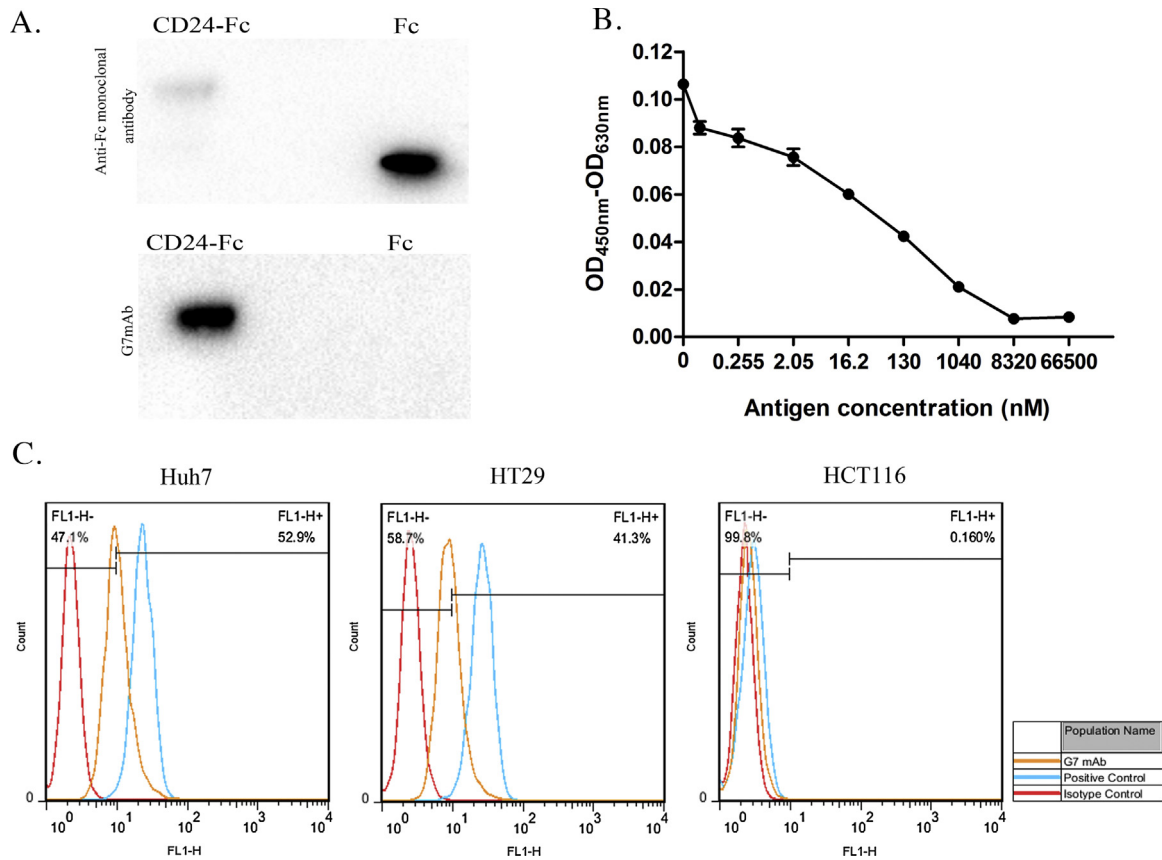 A.
CD24-Fc Fc
Anti-Fc monoclonal
antibody
CD24-Fc Fc
G7mAb
B.
OD450nm-OD630nm
0.12
0.10
0.08
0.06
0.04
0.02
0.00
0 0.255 2.05 16.2 130 1040 8320 66500
Antigen concentration (nM)
C.
Huh7
FL1-H- FL1-H+
47.1% 52.9%
Count
0
10^0 10^1 10^2 10^3 10^4
FL1-H
HT29
FL1-H- FL1-H+
58.7% 41.3%
Count
0
10^0 10^1 10^2 10^3 10^4
FL1-H
HCT116
FL1-H- FL1-H+
99.8% 0.160%
Count
0
10^0 10^1 10^2 10^3 10^4
FL1-H
Population Name
G7 mAb
Positive Control
Isotype Control